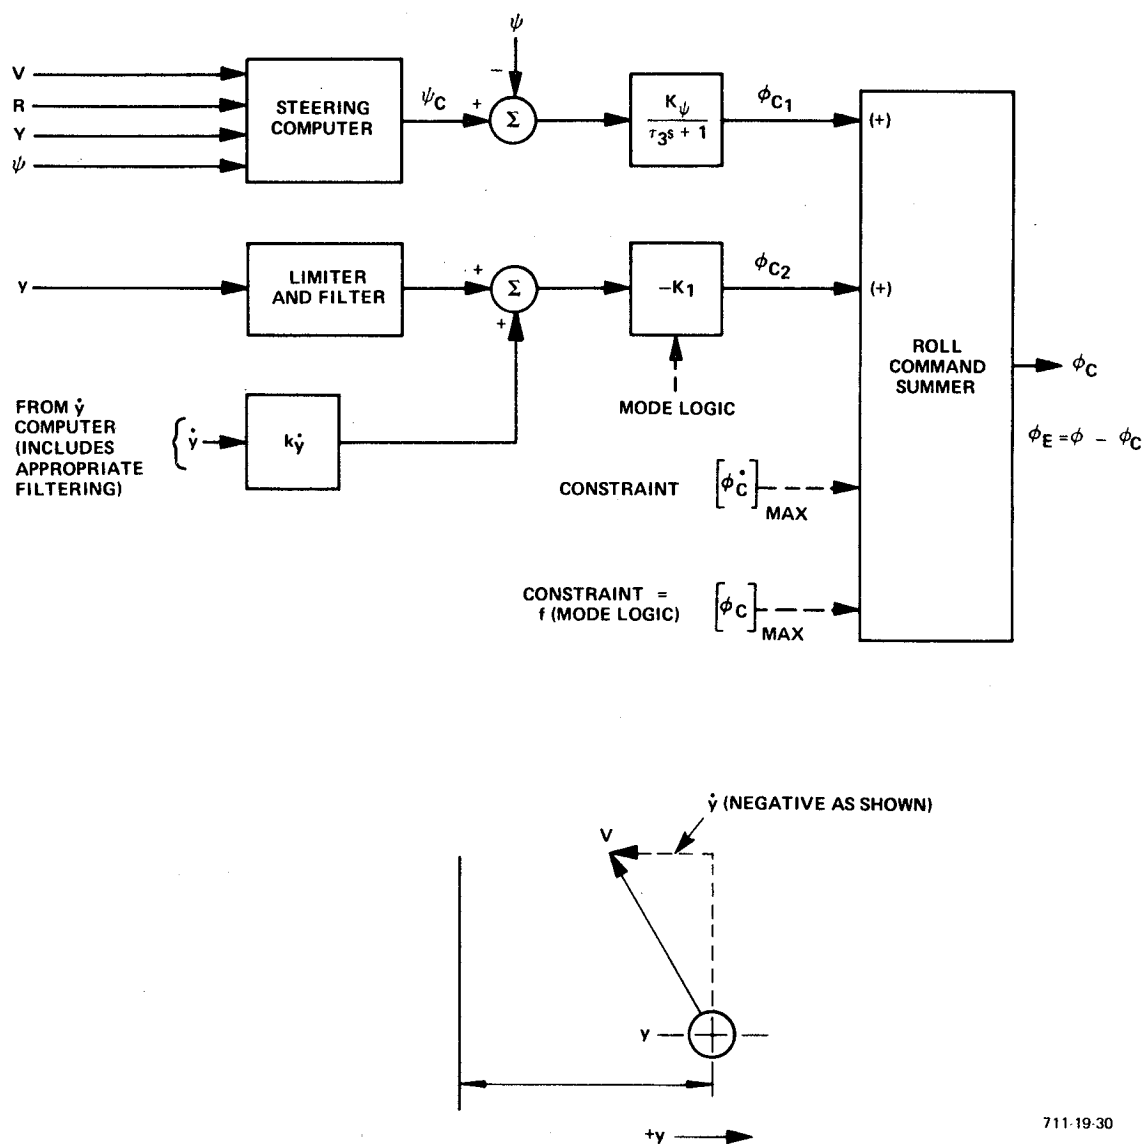 V
R
Y
ψ
STEERING
COMPUTER
ψC
+
ψ
−
Σ
Kψ
τ3s + 1
ϕC1
(+)
y
LIMITER
AND FILTER
+
Σ
+
−K1
ϕC2
(+)
MODE LOGIC
FROM ẏ
COMPUTER
(INCLUDES
APPROPRIATE
FILTERING)
{ ẏ
kẏ
ROLL
COMMAND
SUMMER
ϕC
ϕE = ϕ − ϕC
CONSTRAINT [ϕ̇C] MAX
CONSTRAINT =
f (MODE LOGIC) [ϕC] MAX
ẏ (NEGATIVE AS SHOWN)
V
y
+y
711-19-30